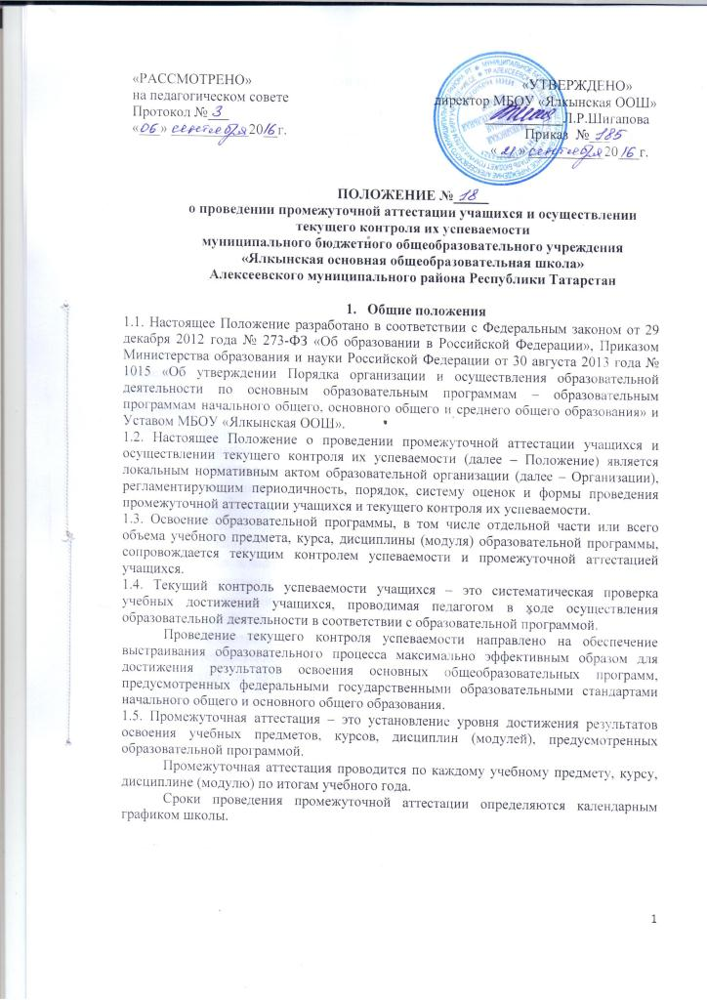 «РАССМОТРЕНО»
на педагогическом совете
Протокол № 3
«06» сентября 2016 г.
«УТВЕРЖДЕНО»
директор МБОУ «Ялкынская ООШ»
Л.Р.Шигапова
Приказ № 185
«21» сентября 2016 г.
ПОЛОЖЕНИЕ № 18
о проведении промежуточной аттестации учащихся и осуществлении
текущего контроля их успеваемости
муниципального бюджетного общеобразовательного учреждения
«Ялкынская основная общеобразовательная школа»
Алексеевского муниципального района Республики Татарстан
1. Общие положения
1.1. Настоящее Положение разработано в соответствии с Федеральным законом от 29
декабря 2012 года № 273-ФЗ «Об образовании в Российской Федерации», Приказом
Министерства образования и науки Российской Федерации от 30 августа 2013 года №
1015 «Об утверждении Порядка организации и осуществления образовательной
деятельности по основным образовательным программам – образовательным
программам начального общего, основного общего и среднего общего образования» и
Уставом МБОУ «Ялкынская ООШ».
1.2. Настоящее Положение о проведении промежуточной аттестации учащихся и
осуществлении текущего контроля их успеваемости (далее – Положение) является
локальным нормативным актом образовательной организации (далее – Организации),
регламентирующим периодичность, порядок, систему оценок и формы проведения
промежуточной аттестации учащихся и текущего контроля их успеваемости.
1.3. Освоение образовательной программы, в том числе отдельной части или всего
объема учебного предмета, курса, дисциплины (модуля) образовательной программы,
сопровождается текущим контролем успеваемости и промежуточной аттестацией
учащихся.
1.4. Текущий контроль успеваемости учащихся – это систематическая проверка
учебных достижений учащихся, проводимая педагогом в ходе осуществления
образовательной деятельности в соответствии с образовательной программой.
Проведение текущего контроля успеваемости направлено на обеспечение
выстраивания образовательного процесса максимально эффективным образом для
достижения результатов освоения основных общеобразовательных программ,
предусмотренных федеральными государственными образовательными стандартами
начального общего и основного общего образования.
1.5. Промежуточная аттестация – это установление уровня достижения результатов
освоения учебных предметов, курсов, дисциплин (модулей), предусмотренных
образовательной программой.
Промежуточная аттестация проводится по каждому учебному предмету, курсу,
дисциплине (модулю) по итогам учебного года.
Сроки проведения промежуточной аттестации определяются календарным
графиком школы.
1